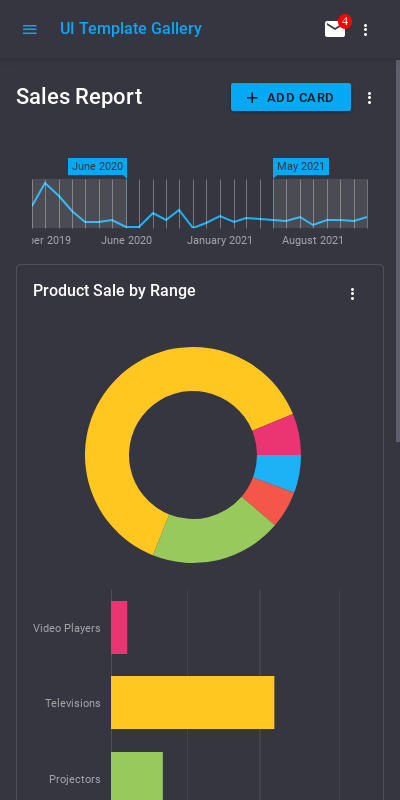 UI Template Gallery
4
Sales Report
ADD CARD
June 2020
May 2021
ber 2019
June 2020
January 2021
August 2021
Product Sale by Range
Video Players
Televisions
Projectors